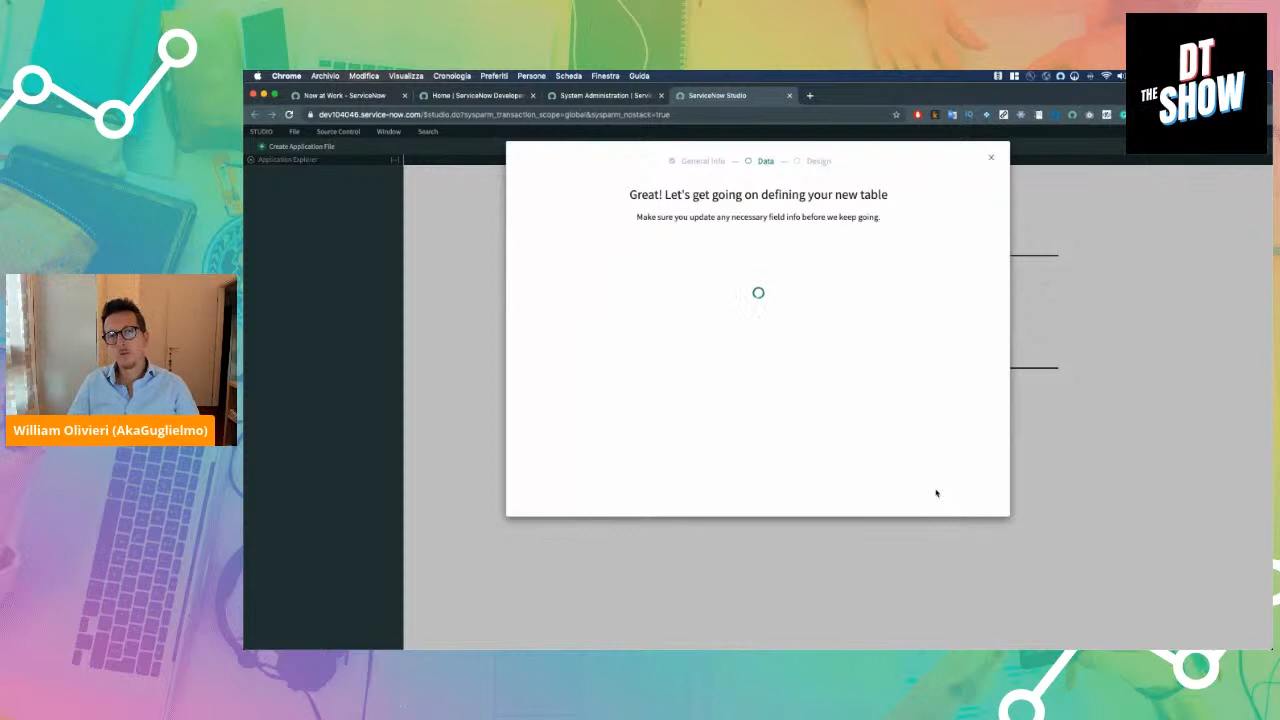 DT
THE
SHOW
Chrome Archivio Modifica Visualizza Cronologia Preferiti Persone Scheda Finestra Guida
Now at Work - ServiceNow
Home | ServiceNow Develope
System Administration | Servic
ServiceNow Studio
dev104046.service-now.com/$studio.do?sysparm_transaction_scope=global&sysparm_nostack=true
STUDIO File Source Control Window Search
Create Application File
Application Explorer
General Info — Data — Design
Great! Let's get going on defining your new table
Make sure you update any necessary field info before we keep going.
William Olivieri (AkaGuglielmo)